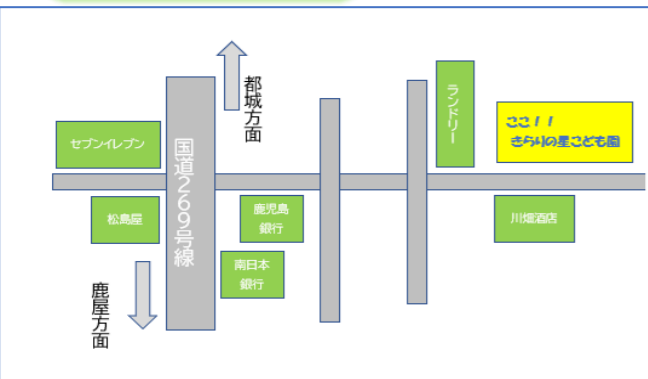 都城方面
ランドリー
ここ！！
きらりの星こども園
セブンイレブン
国道269号線
松島屋
鹿児島
銀行
川畑酒店
南日本
銀行
鹿屋方面